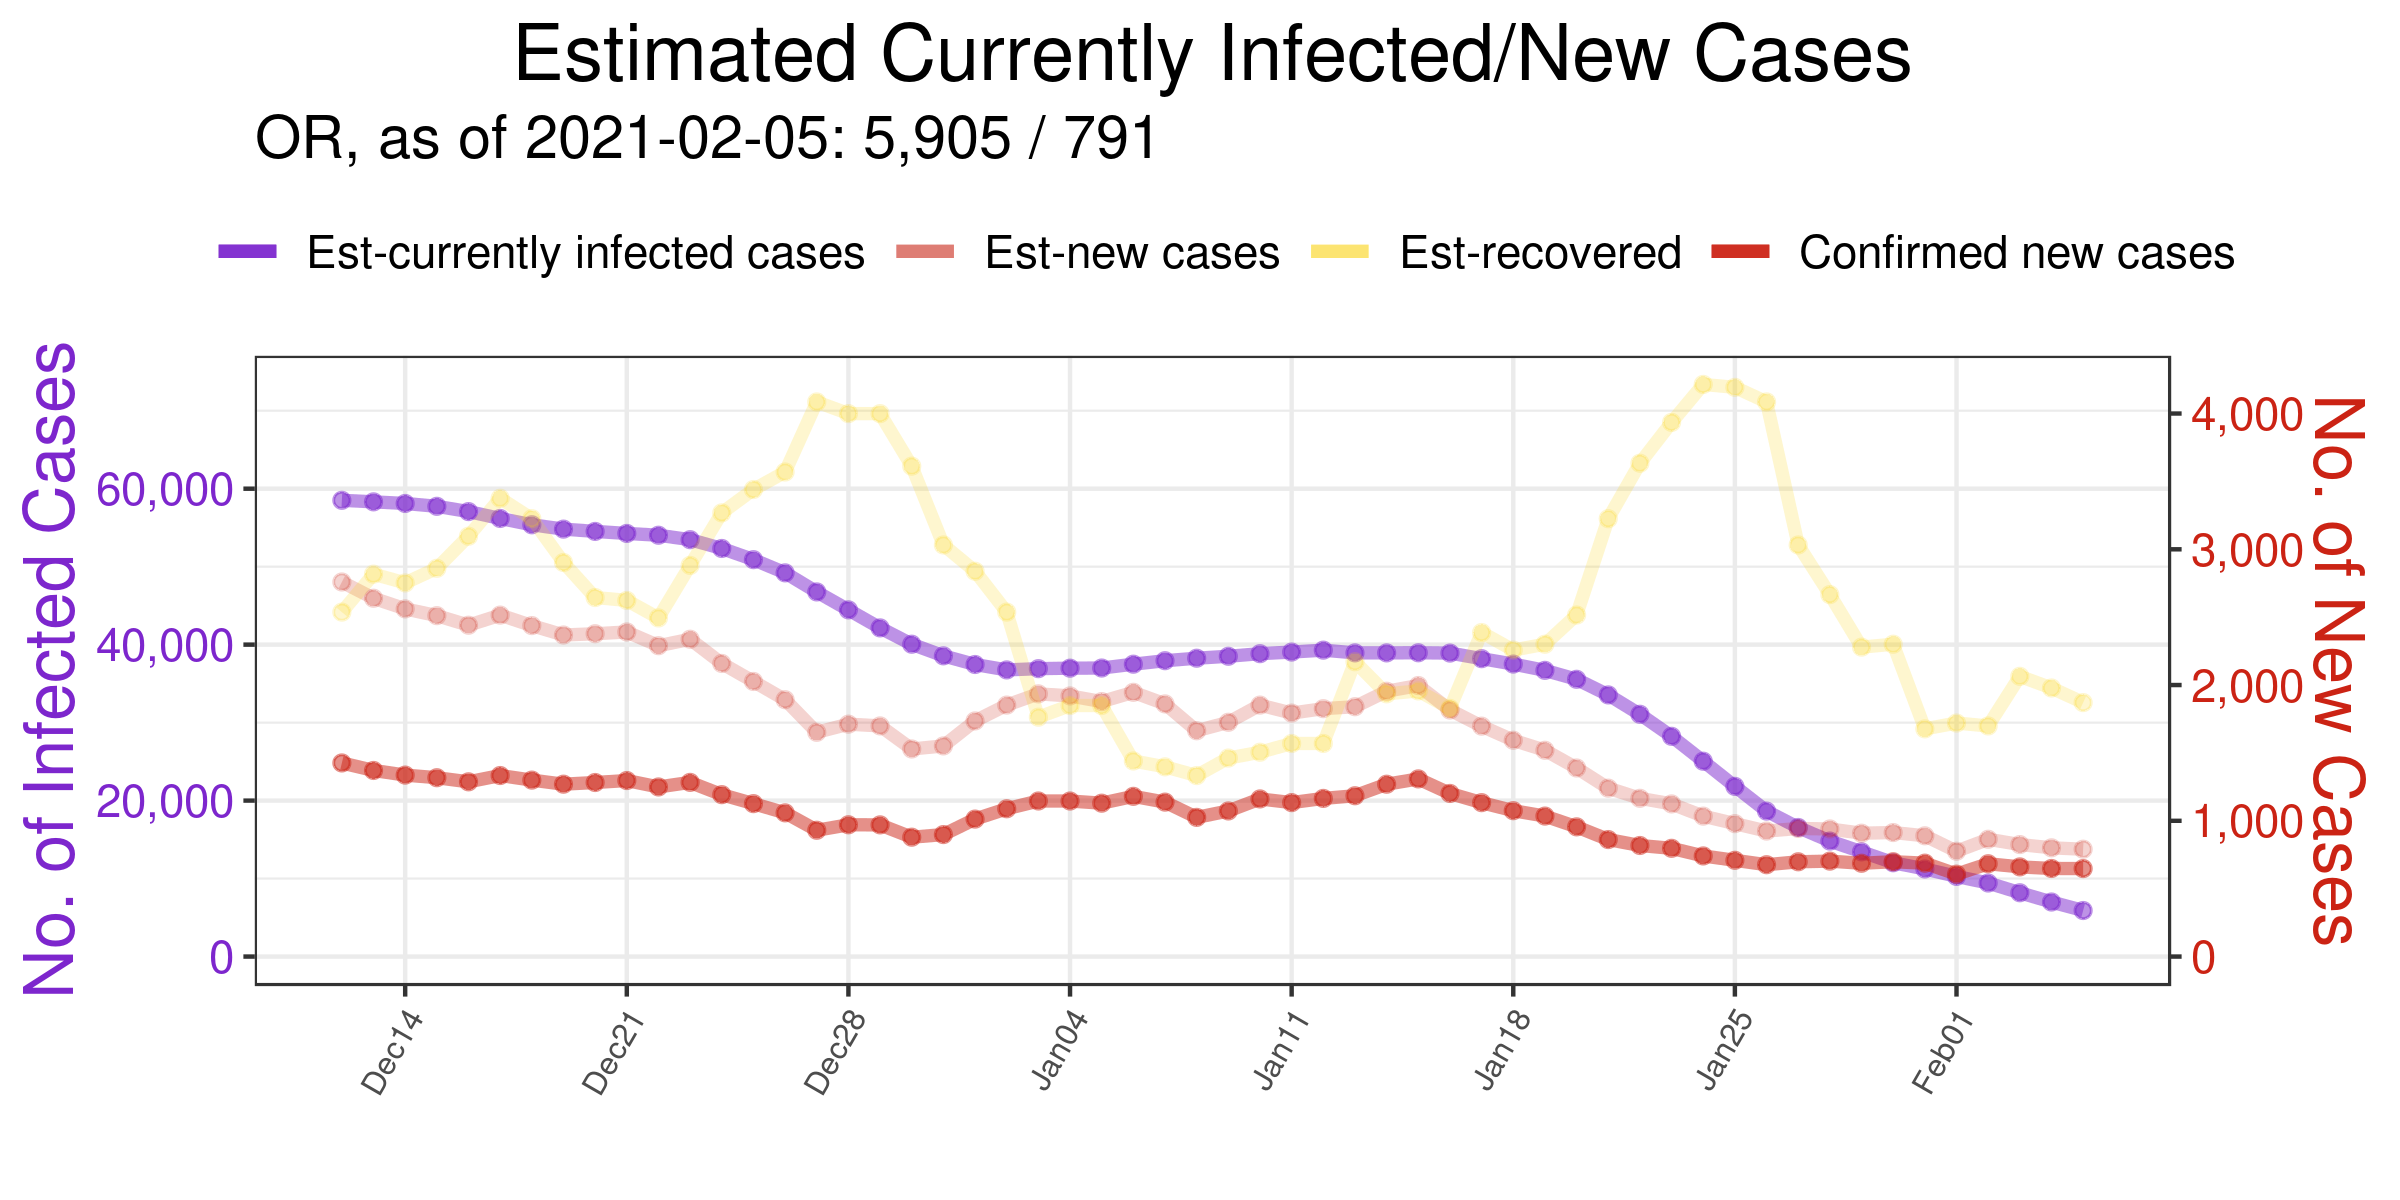 Estimated Currently Infected/New Cases
OR, as of 2021-02-05: 5,905 / 791
Est-currently infected cases
Est-new cases
Est-recovered
Confirmed new cases
No. of Infected Cases
60,000
40,000
20,000
0
4,000
3,000
2,000
1,000
0
No. of New Cases
Dec14
Dec21
Dec28
Jan04
Jan11
Jan18
Jan25
Feb01